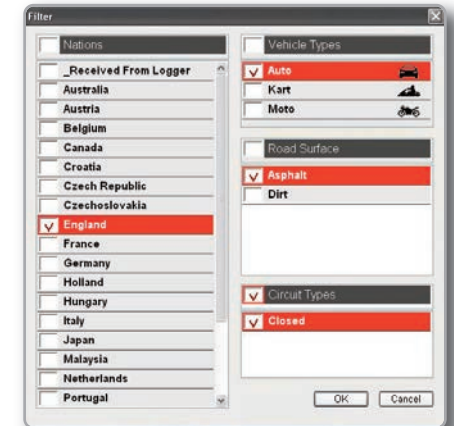 Filter
Nations
_Received From Logger
Australia
Austria
Belgium
Canada
Croatia
Czech Republic
Czechoslovakia
England
France
Germany
Holland
Hungary
Italy
Japan
Malaysia
Netherlands
Portugal
Vehicle Types
Auto
Kart
Moto
Road Surface
Asphalt
Dirt
Circuit Types
Closed
OK
Cancel